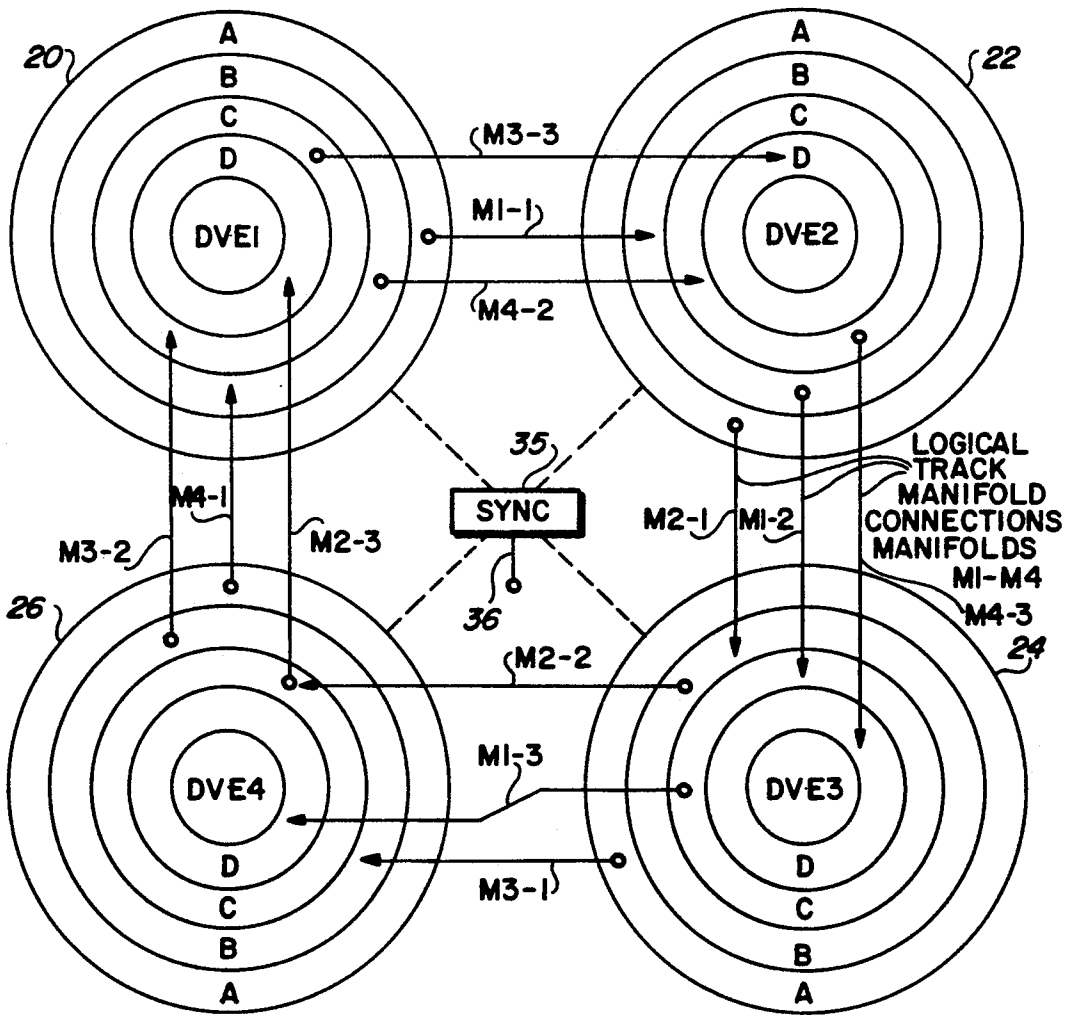 20
A
B
C
D
DVE1
22
A
B
C
D
DVE2
M3-3
M1-1
M4-2
M3-2
M4-1
M2-3
35
SYNC
36
M2-1
M1-2
LOGICAL
TRACK
MANIFOLD
CONNECTIONS
MANIFOLDS
M1-M4
M4-3
26
24
M2-2
M1-3
M3-1
DVE4
D
C
B
A
DVE3
D
C
B
A